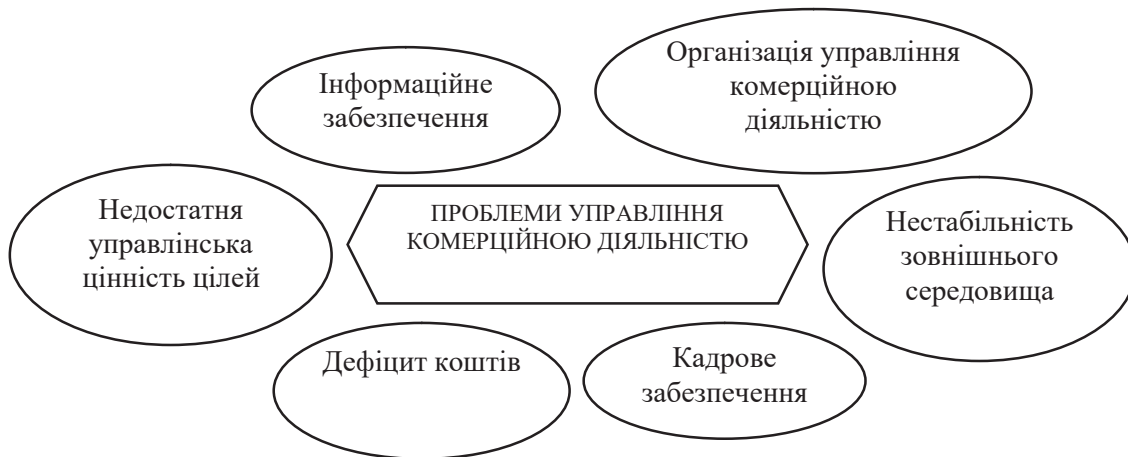 Інформаційне
забезпечення
Організація управління
комерційною
діяльністю
Недостатня
управлінська
цінність цілей
ПРОБЛЕМИ УПРАВЛІННЯ
КОМЕРЦІЙНОЮ ДІЯЛЬНІСТЮ
Нестабільність
зовнішнього
середовища
Дефіцит коштів
Кадрове
забезпечення